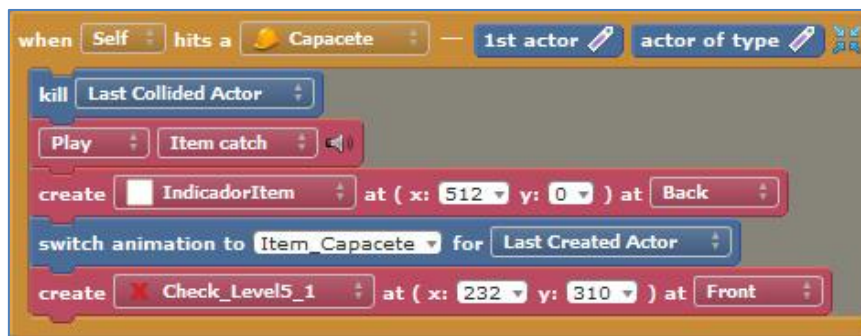 when Self hits a Capacete — 1st actor actor of type
kill Last Collided Actor
Play Item catch
create IndicadorItem at ( x: 512 y: 0 ) at Back
switch animation to Item_Capacete for Last Created Actor
create Check_Level5_1 at ( x: 232 y: 310 ) at Front